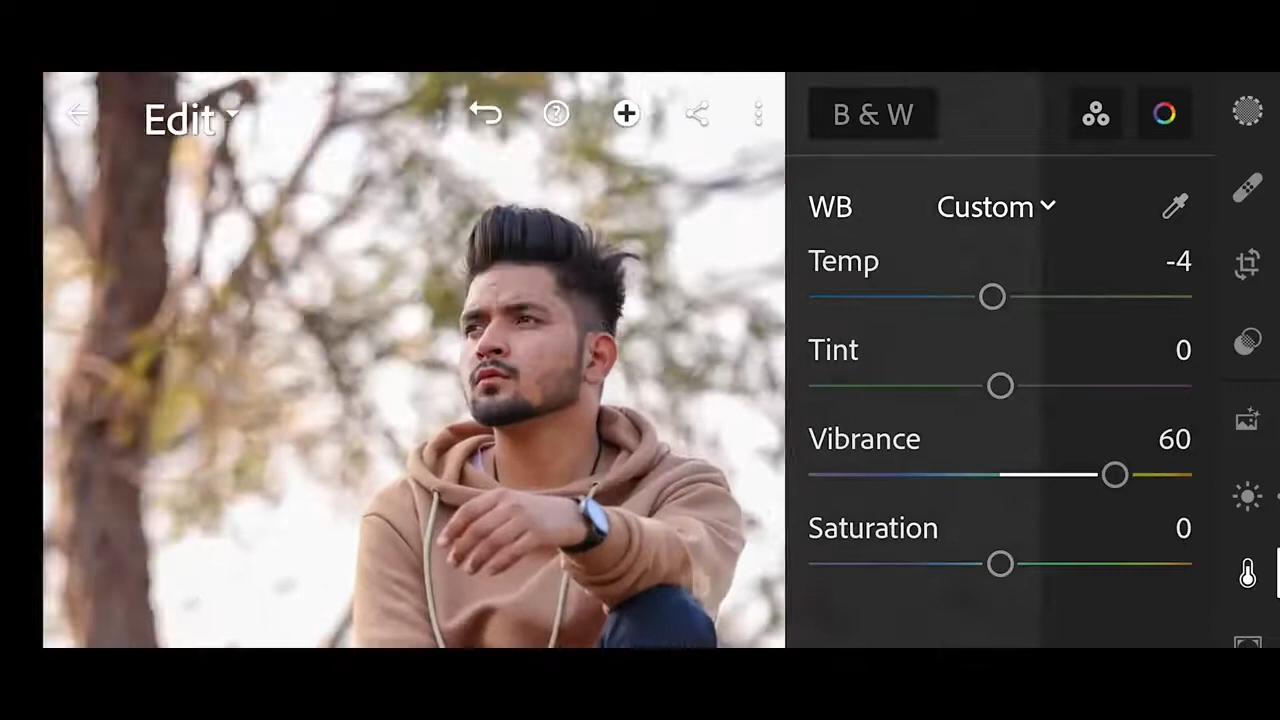 Edit
B & W
WB Custom
Temp -4
Tint 0
Vibrance 60
Saturation 0